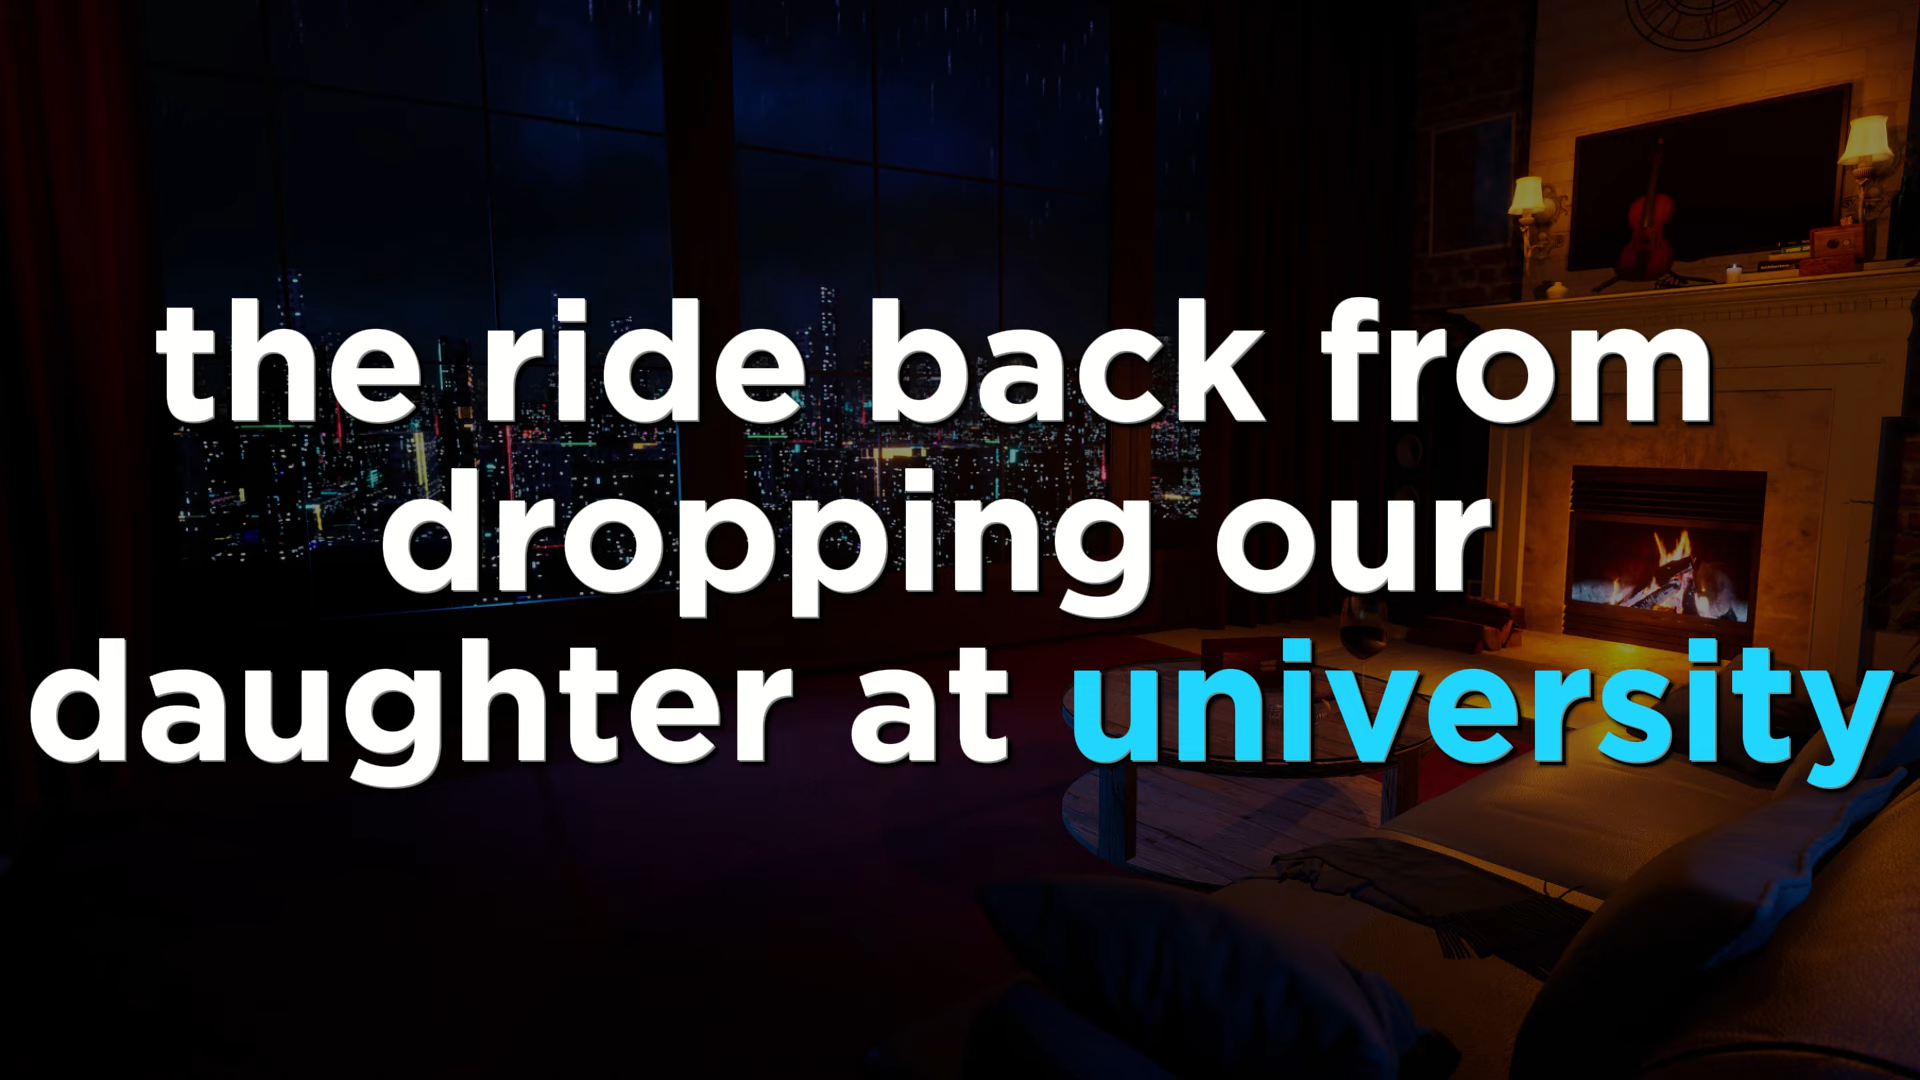 the ride back from
dropping our
daughter at university